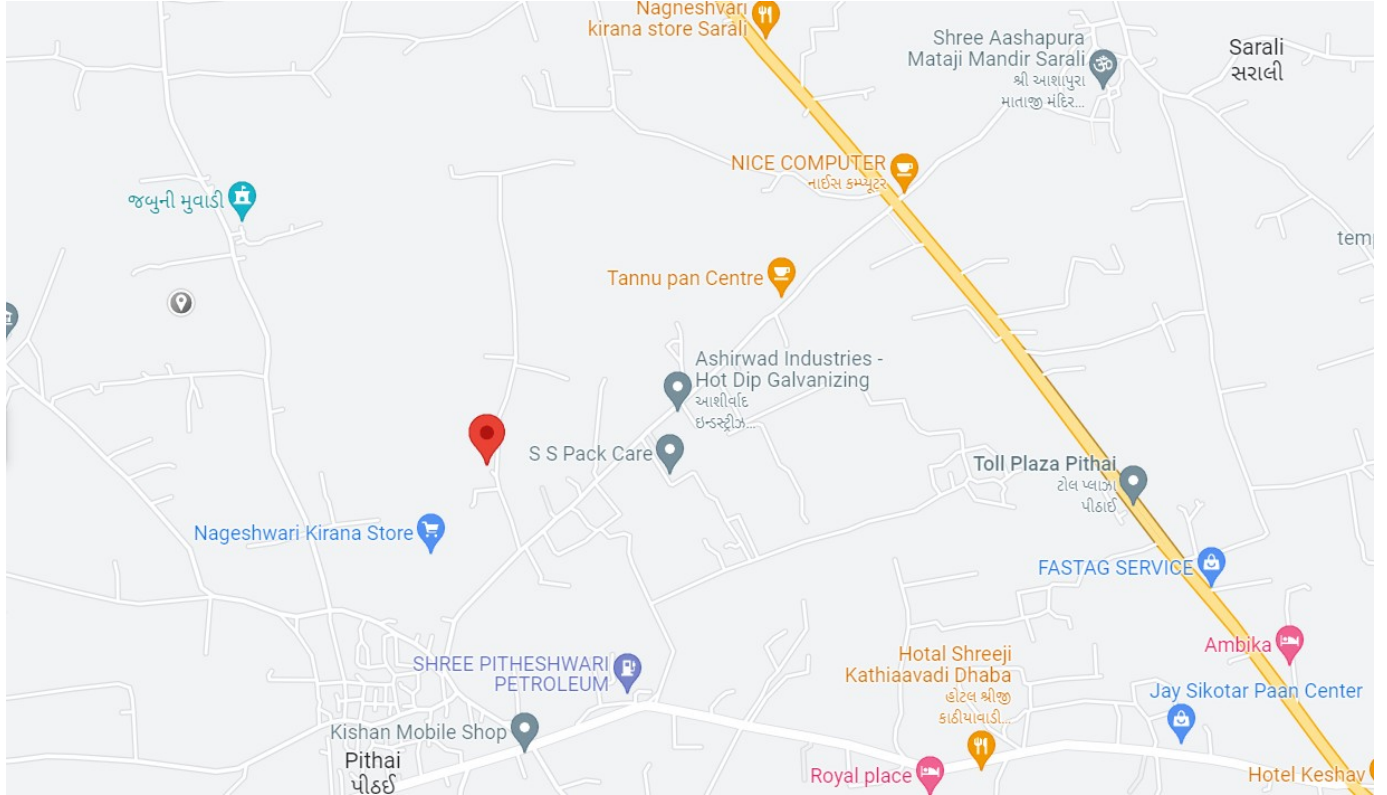 Nagneshvari
kirana store Sarali
Shree Aashapura
Mataji Mandir Sarali
શ્રી આશાપુરા
માતાજી મંદિર...
Sarali
સરાલી
NICE COMPUTER
નાઈસ કમ્પ્યૂટર
જબુની મુવાડી
temp
Tannu pan Centre
Ashirwad Industries -
Hot Dip Galvanizing
આશીર્વાદ
ઇન્ડસ્ટ્રીઝ...
S S Pack Care
Toll Plaza Pithai
ટોલ પ્લાઝા
પીઠાઈ
Nageshwari Kirana Store
FASTAG SERVICE
Ambika
Hotal Shreeji
Kathiaavadi Dhaba
હોટેલ શ્રીજી
કાઠીયાવાડી...
SHREE PITHESHWARI
PETROLEUM
Jay Sikotar Paan Center
Kishan Mobile Shop
Pithai
પીઠઈ
Royal place
Hotel Keshav